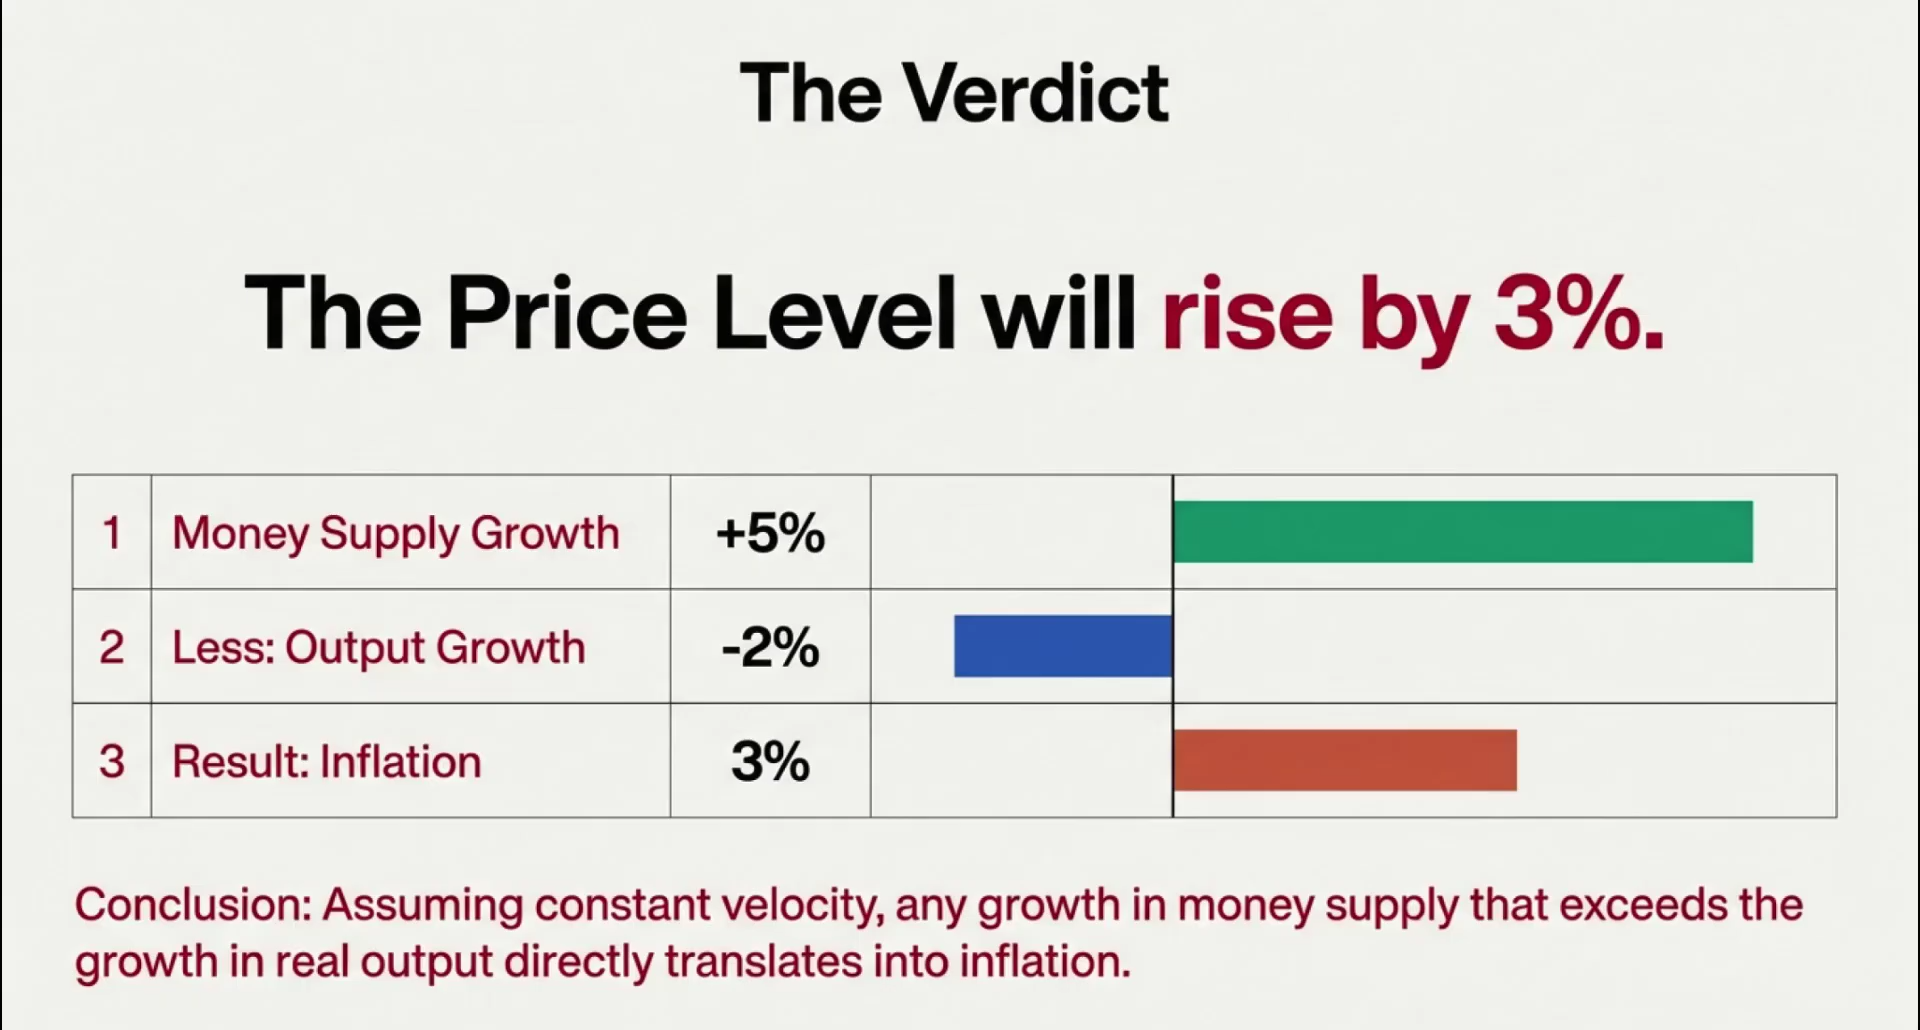 The Verdict
The Price Level will rise by 3%.
1 Money Supply Growth +5%
2 Less: Output Growth -2%
3 Result: Inflation 3%
Conclusion: Assuming constant velocity, any growth in money supply that exceeds the
growth in real output directly translates into inflation.